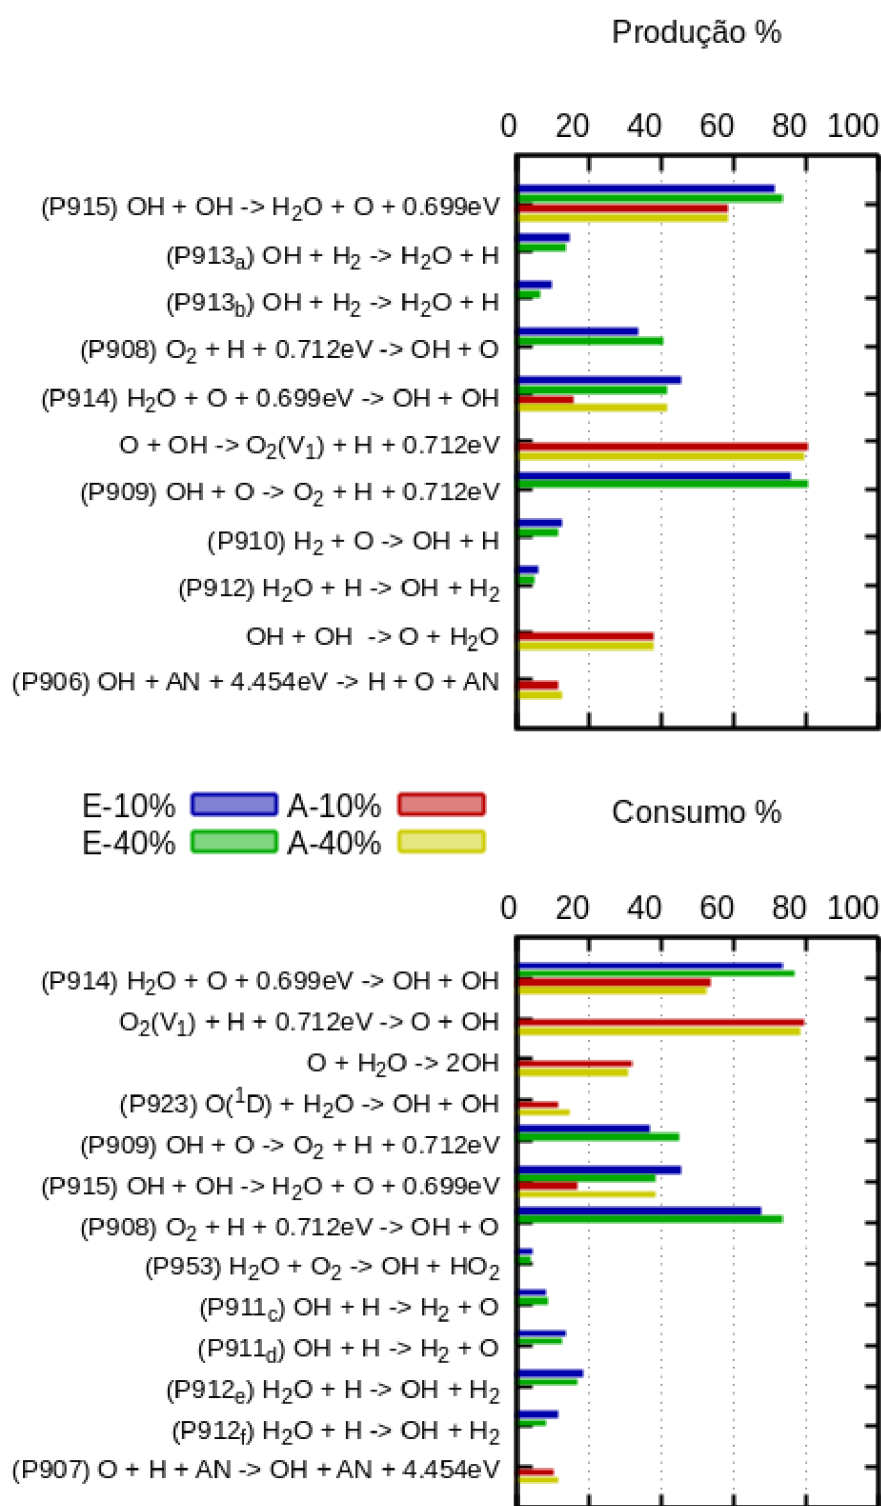 Produção %
0 20 40 60 80 100
(P915) OH + OH -> H₂O + O + 0.699eV
(P913ₐ) OH + H₂ -> H₂O + H
(P913b) OH + H₂ -> H₂O + H
(P908) O₂ + H + 0.712eV -> OH + O
(P914) H₂O + O + 0.699eV -> OH + OH
O + OH -> O₂(V₁) + H + 0.712eV
(P909) OH + O -> O₂ + H + 0.712eV
(P910) H₂ + O -> OH + H
(P912) H₂O + H -> OH + H₂
OH + OH -> O + H₂O
(P906) OH + AN + 4.454eV -> H + O + AN
E-10% A-10%
E-40% A-40%
Consumo %
0 20 40 60 80 100
(P914) H₂O + O + 0.699eV -> OH + OH
O₂(V₁) + H + 0.712eV -> O + OH
O + H₂O -> 2OH
(P923) O(¹D) + H₂O -> OH + OH
(P909) OH + O -> O₂ + H + 0.712eV
(P915) OH + OH -> H₂O + O + 0.699eV
(P908) O₂ + H + 0.712eV -> OH + O
(P953) H₂O + O₂ -> OH + HO₂
(P911c) OH + H -> H₂ + O
(P911d) OH + H -> H₂ + O
(P912ₑ) H₂O + H -> OH + H₂
(P912f) H₂O + H -> OH + H₂
(P907) O + H + AN -> OH + AN + 4.454eV